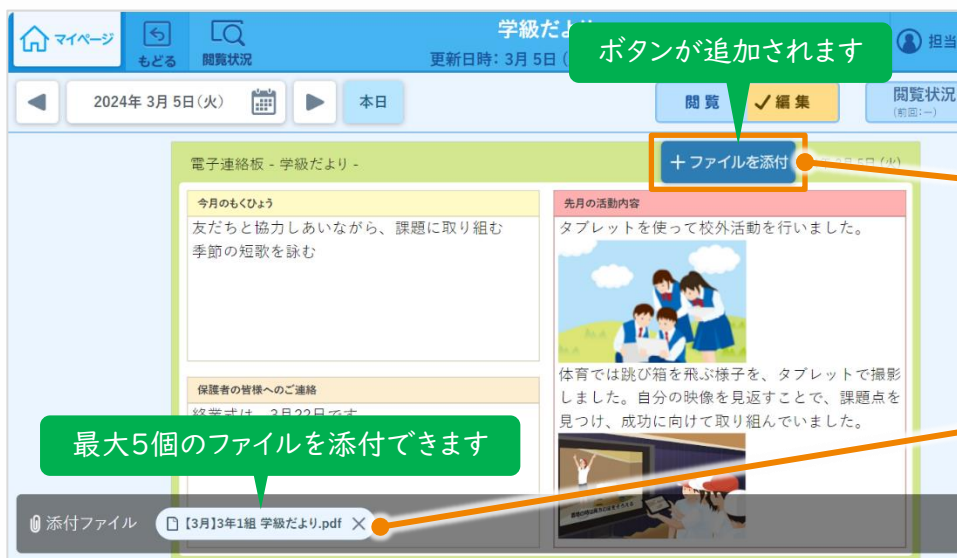 マイページ
もどる
閲覧状況
学級だより
更新日時: 3月 5日 (
ボタンが追加されます
担当
2024年 3月 5日(火)
本日
閲覧
✓編集
閲覧状況
(前回:ー)
電子連絡板 - 学級だより -
+ファイルを添付
5日 (火)
今月のもくひょう
友だちと協力しあいながら、課題に取り組む
季節の短歌を詠む
先月の活動内容
タブレットを使って校外活動を行いました。
体育では跳び箱を飛ぶ様子を、タブレットで撮影
しました。自分の映像を見返すことで、課題点を
見つけ、成功に向けて取り組んでいました。
保護者の皆様へのご連絡
終業式は、3月22日です
最大5個のファイルを添付できます
添付ファイル
【3月】3年1組 学級だより.pdf ×